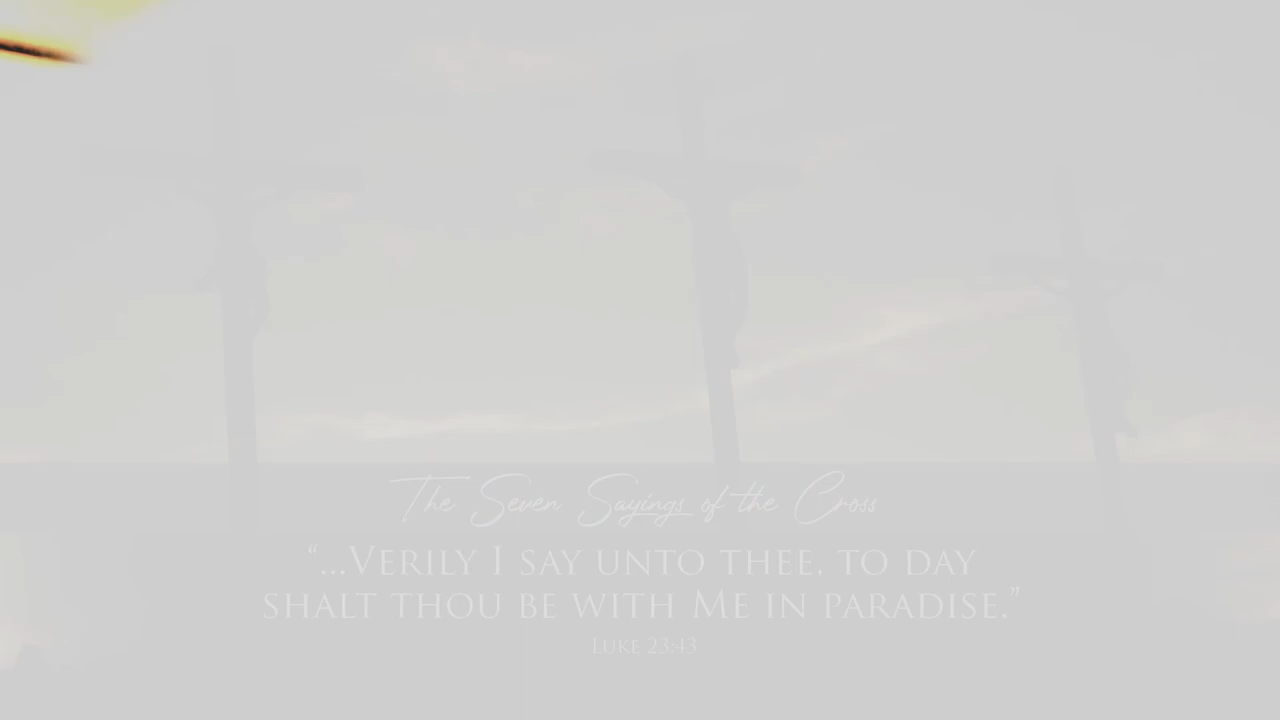 The Seven Sayings of the Cross
“...Verily I say unto thee, to day
shalt thou be with Me in paradise.”
Luke 23:43